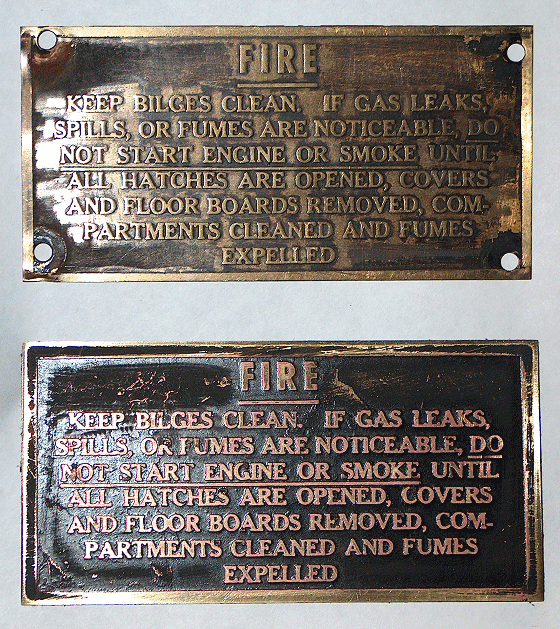 FIRE
KEEP BILGES CLEAN. IF GAS LEAKS,
SPILLS, OR FUMES ARE NOTICEABLE, DO
NOT START ENGINE OR SMOKE UNTIL
ALL HATCHES ARE OPENED, COVERS
AND FLOOR BOARDS REMOVED, COM-
PARTMENTS CLEANED AND FUMES
EXPELLED
FIRE
KEEP BILGES CLEAN. IF GAS LEAKS,
SPILLS, OR FUMES ARE NOTICEABLE, DO
NOT START ENGINE OR SMOKE UNTIL
ALL HATCHES ARE OPENED, COVERS
AND FLOOR BOARDS REMOVED, COM-
PARTMENTS CLEANED AND FUMES
EXPELLED